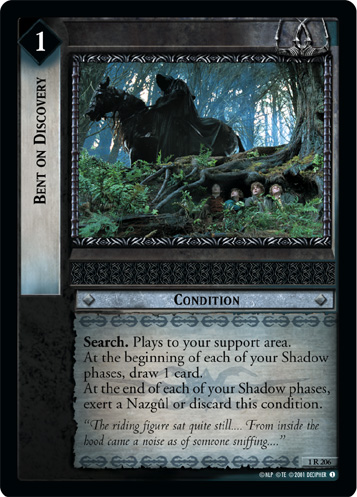 1
BENT ON DISCOVERY
CONDITION
Search. Plays to your support area.
At the beginning of each of your Shadow
phases, draw 1 card.
At the end of each of your Shadow phases,
exert a Nazgûl or discard this condition.
"The riding figure sat quite still.... From inside the
hood came a noise as of someone sniffing...."
1 R 206
©NLP ©TE ©2001 DECIPHER